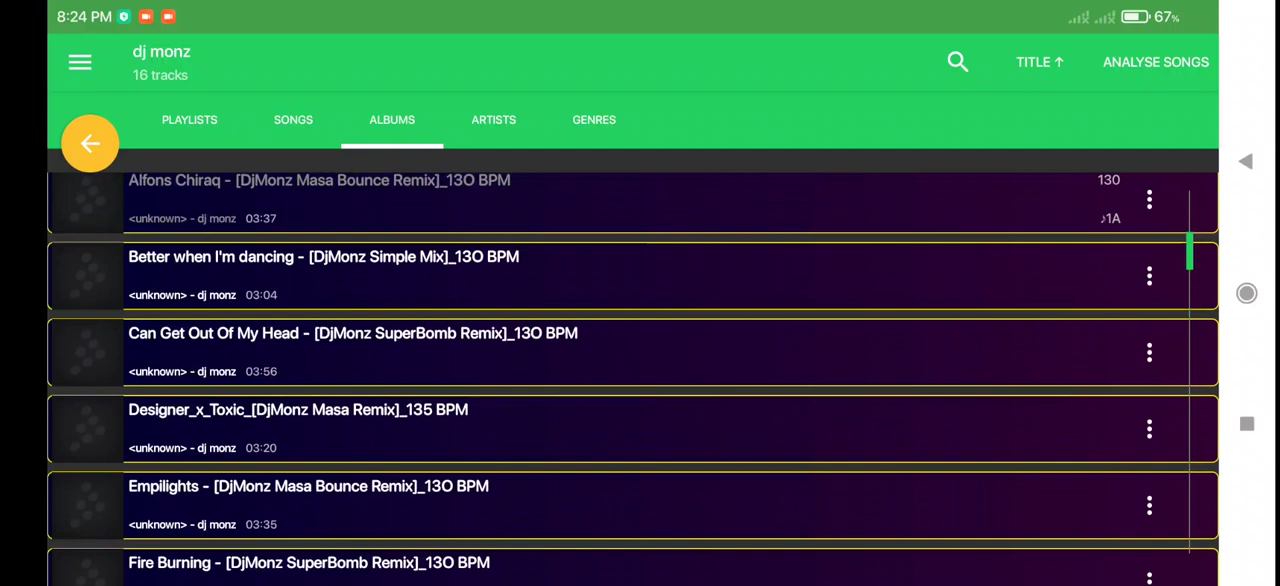 8:24 PM 67%
dj monz
16 tracks
TITLE ↑ ANALYSE SONGS
PLAYLISTS SONGS ALBUMS ARTISTS GENRES
Alfons Chiraq - [DjMonz Masa Bounce Remix]_13O BPM 130
<unknown> - dj monz 03:37 ♪1A
Better when I'm dancing - [DjMonz Simple Mix]_13O BPM
<unknown> - dj monz 03:04
Can Get Out Of My Head - [DjMonz SuperBomb Remix]_13O BPM
<unknown> - dj monz 03:56
Designer_x_Toxic_[DjMonz Masa Remix]_135 BPM
<unknown> - dj monz 03:20
Empilights - [DjMonz Masa Bounce Remix]_13O BPM
<unknown> - dj monz 03:35
Fire Burning - [DjMonz SuperBomb Remix]_13O BPM